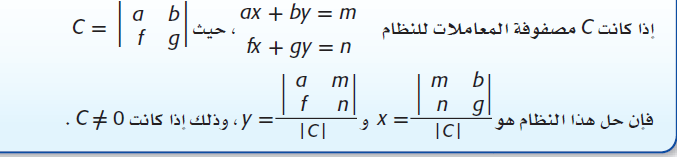 إذا كانت C مصفوفة المعاملات للنظام ax + by = m ، حيث C = | a b |
fx + gy = n | f g |
فإن حل هذا النظام هو x = | m b | / |C| و y = | a m | / |C| ، وذلك إذا كانت C ≠ 0 .
| n g | | f n |